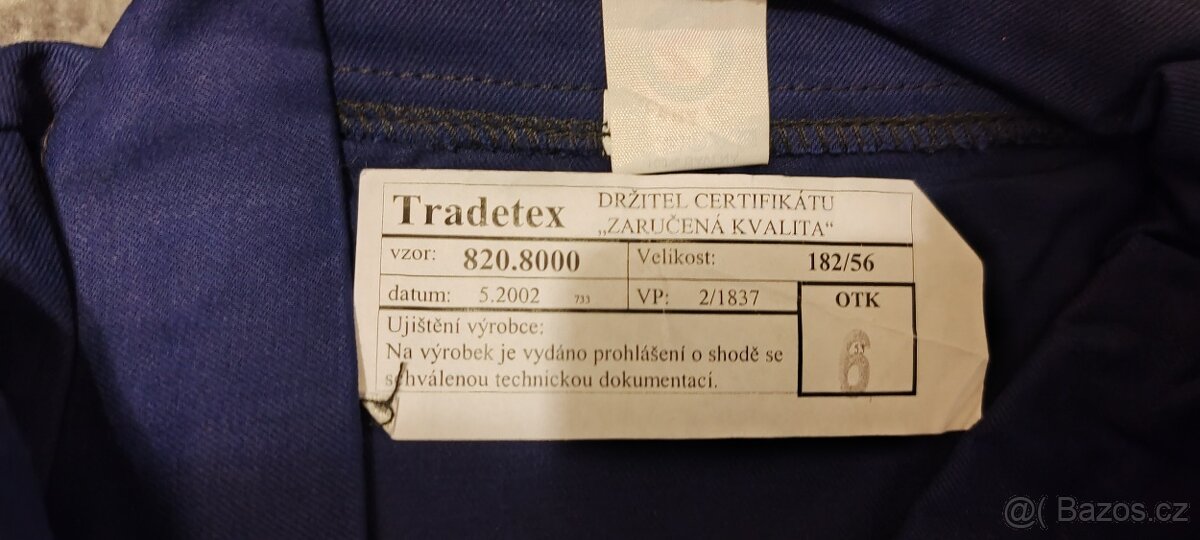 Tradetex
DRŽITEL CERTIFIKÁTU
„ZARUČENÁ KVALITA“
vzor: 820.8000
Velikost: 182/56
datum: 5.2002 733
VP: 2/1837
OTK
6
Ujištění výrobce:
Na výrobek je vydáno prohlášení o shodě se
schválenou technickou dokumentací.
@( Bazos.cz